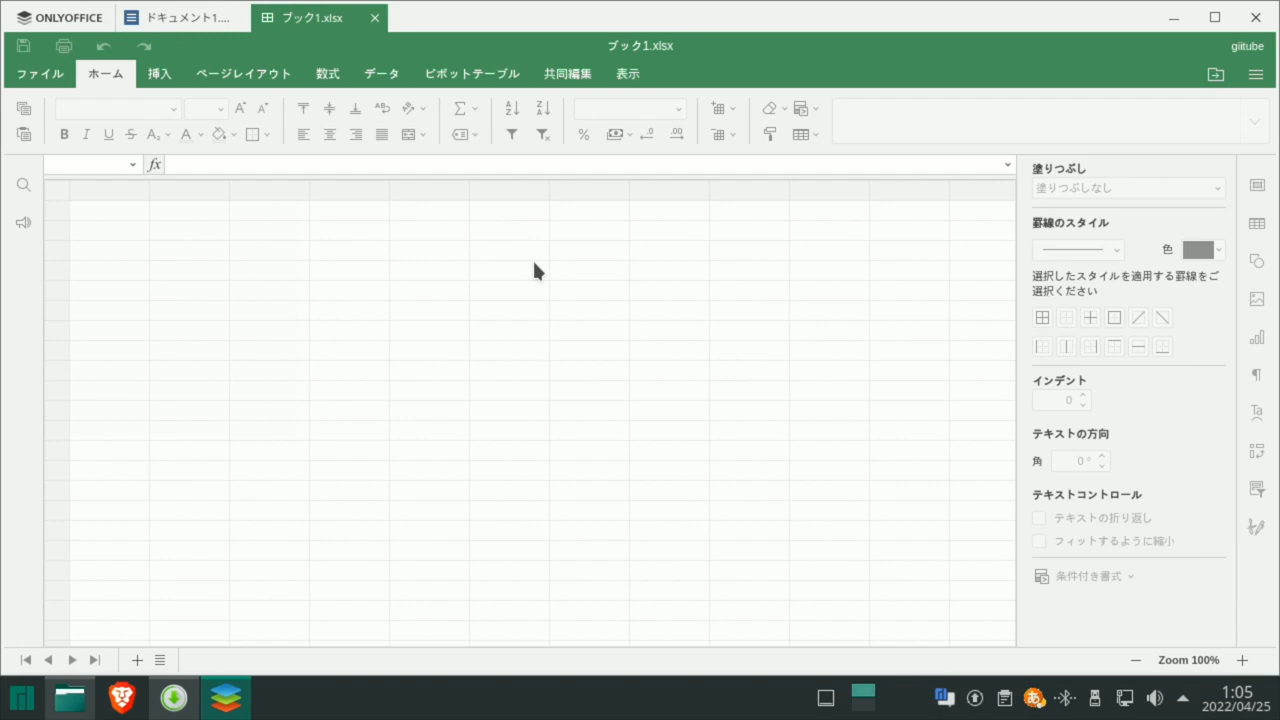 ONLYOFFICE
ドキュメント1....
ブック1.xlsx
ブック1.xlsx
giitube
ファイル ホーム 挿入 ページレイアウト 数式 データ ピボットテーブル 共同編集 表示
fx
塗りつぶし
塗りつぶしなし
罫線のスタイル
色
選択したスタイルを適用する罫線をご
選択ください
インデント
0
テキストの方向
角 0 °
テキストコントロール
テキストの折り返し
フィットするように縮小
条件付き書式
Zoom 100%
1:05
2022/04/25